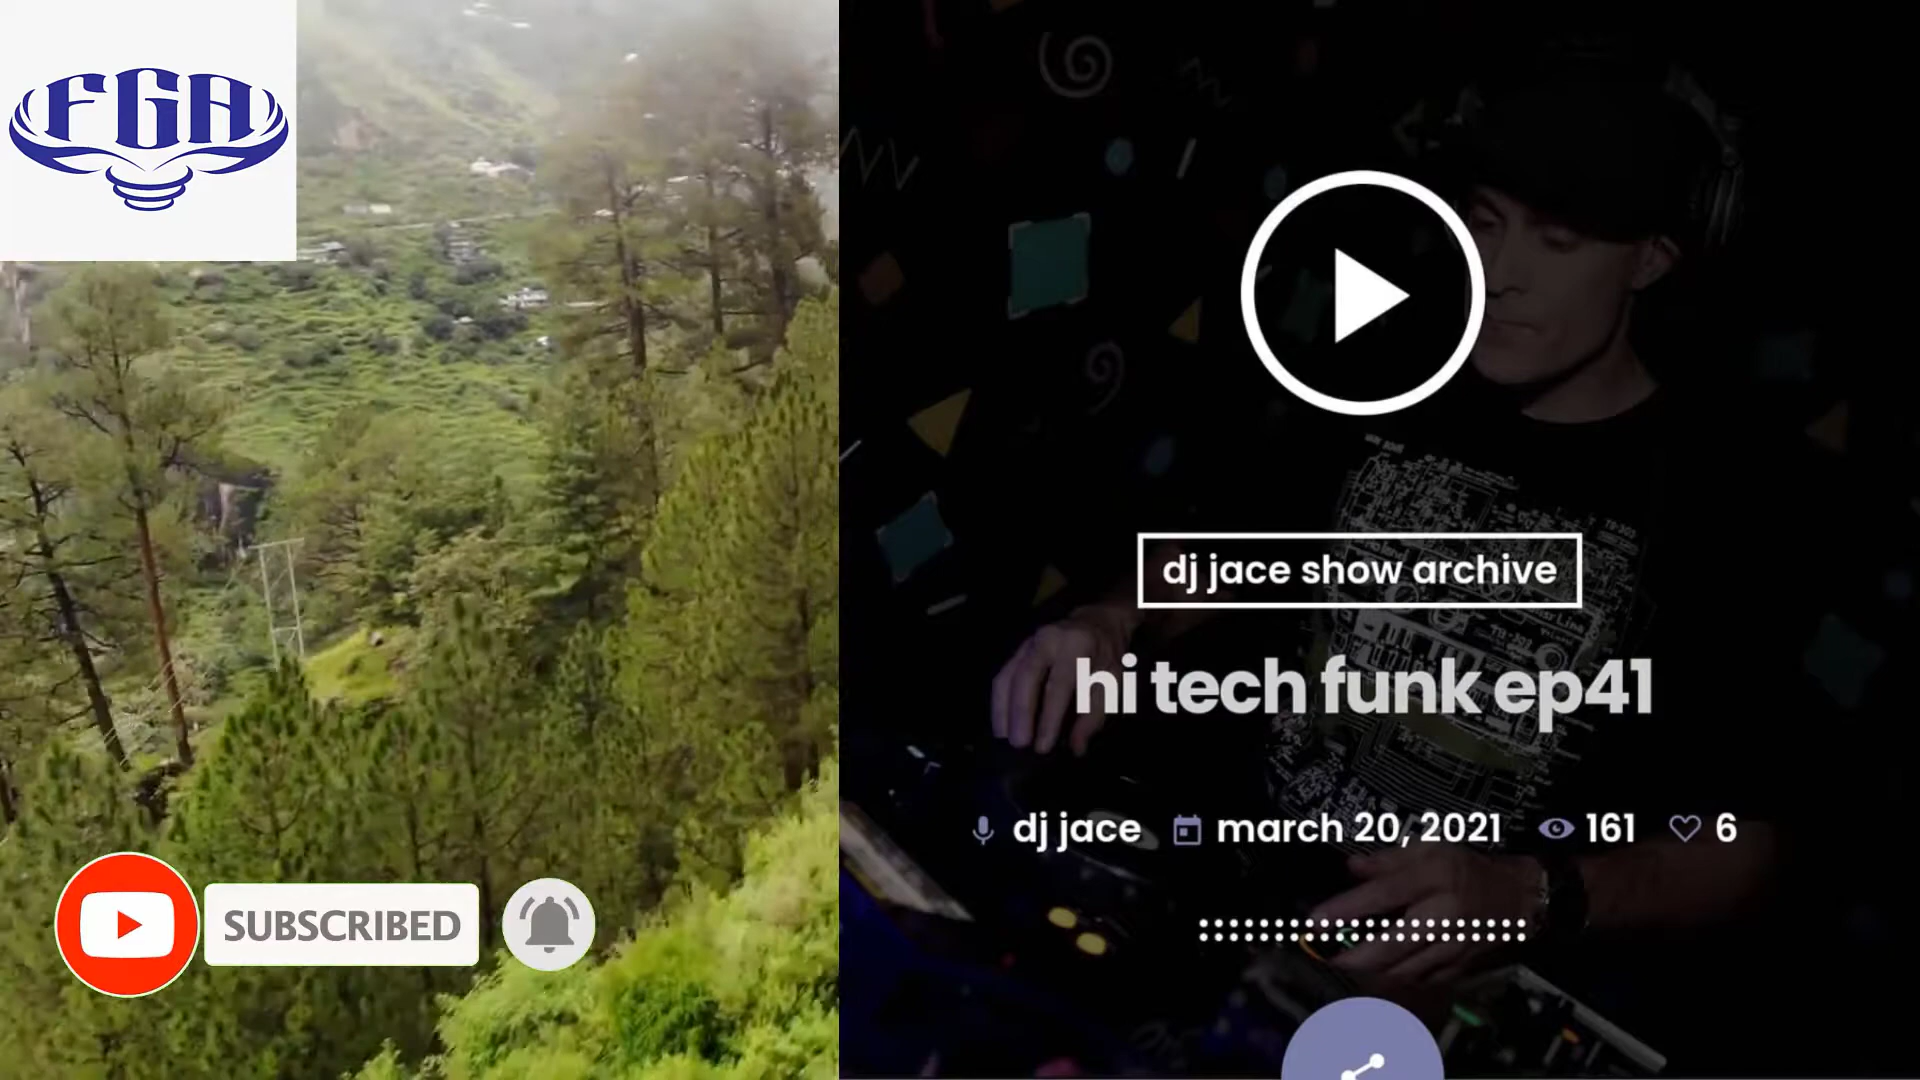 FGA
SUBSCRIBED
dj jace show archive
hi tech funk ep41
dj jace march 20, 2021 161 6